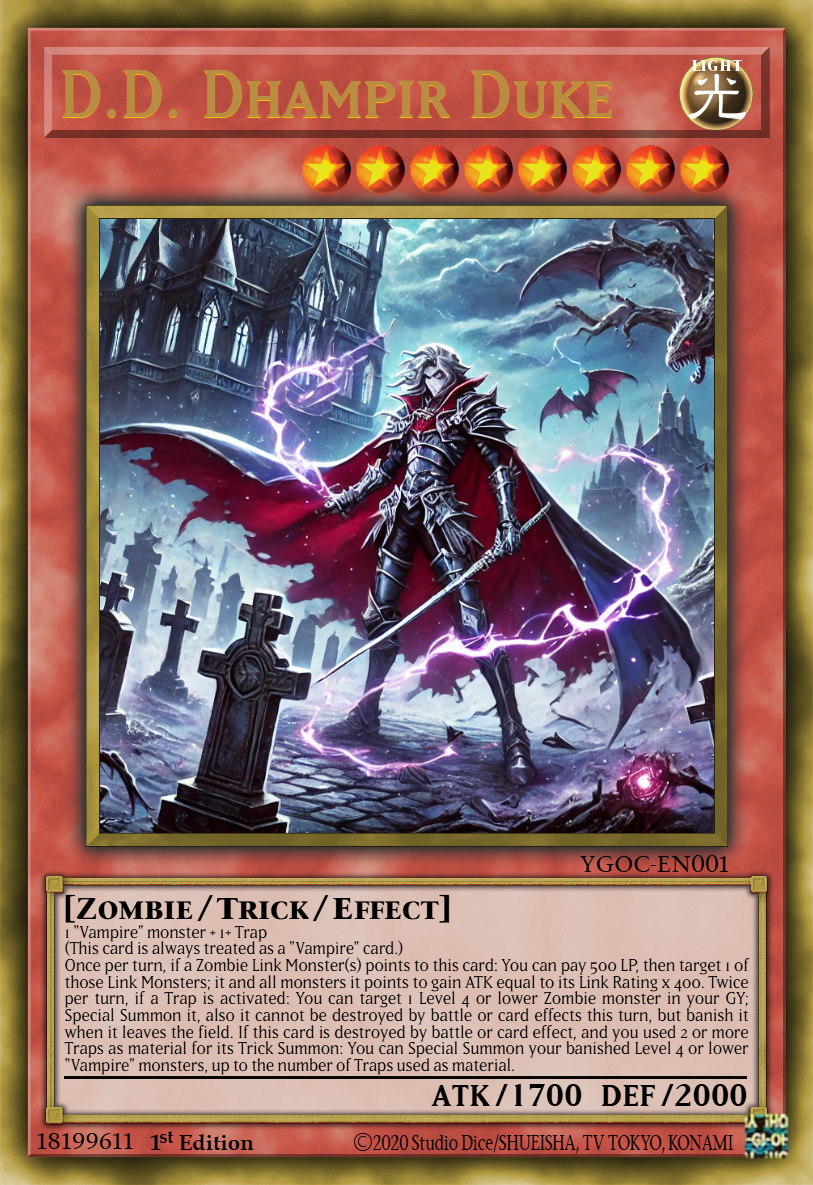 D.D. Dhampir Duke
LIGHT
光
YGOC-EN001
[Zombie/Trick/Effect]
1 "Vampire" monster + 1+ Trap
(This card is always treated as a "Vampire" card.)
Once per turn, if a Zombie Link Monster(s) points to this card: You can pay 500 LP, then target 1 of
those Link Monsters; it and all monsters it points to gain ATK equal to its Link Rating x 400. Twice
per turn, if a Trap is activated: You can target 1 Level 4 or lower Zombie monster in your GY;
Special Summon it, also it cannot be destroyed by battle or card effects this turn, but banish it
when it leaves the field. If this card is destroyed by battle or card effect, and you used 2 or more
Traps as material for its Trick Summon: You can Special Summon your banished Level 4 or lower
"Vampire" monsters, up to the number of Traps used as material.
ATK/1700 DEF/2000
18199611 1st Edition ©2020 Studio Dice/SHUEISHA, TV TOKYO, KONAMI